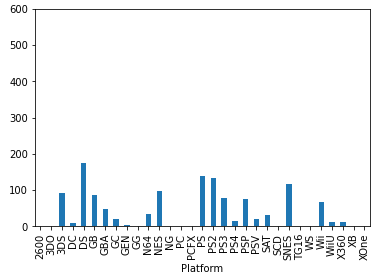 600
500
400
300
200
100
0
2600
3DO
3DS
DC
DS
GB
GBA
GC
GEN
GG
N64
NES
NG
PC
PCFX
PS
PS2
PS3
PS4
PSP
PSV
SAT
SCD
SNES
TG16
WS
Wii
WiiU
X360
XB
XOne
Platform